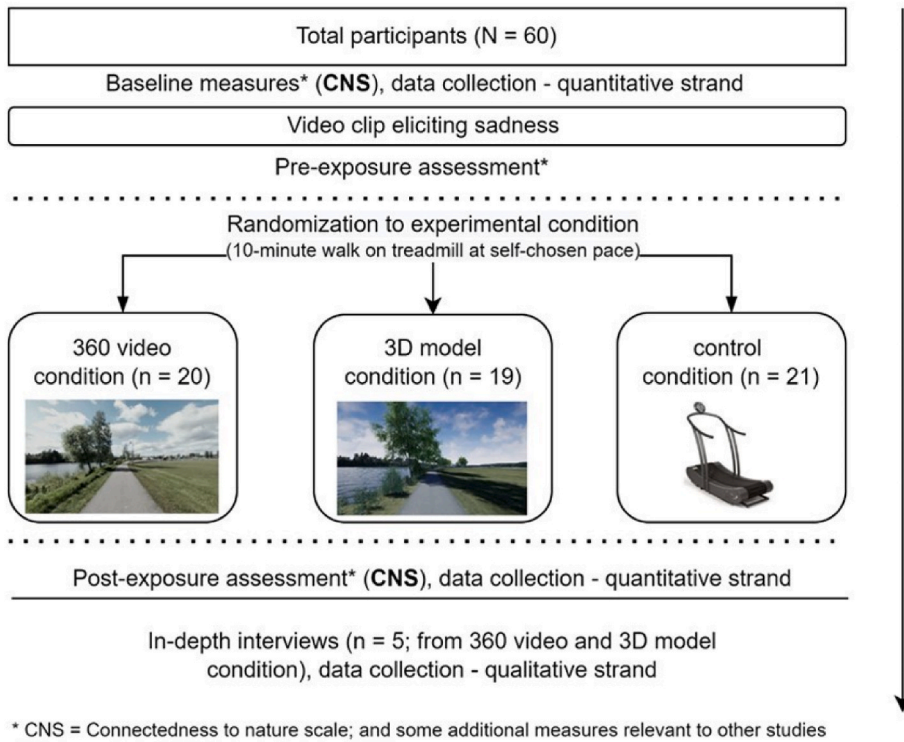 Total participants (N = 60)
Baseline measures* (CNS), data collection - quantitative strand
Video clip eliciting sadness
Pre-exposure assessment*
Randomization to experimental condition
(10-minute walk on treadmill at self-chosen pace)
360 video
condition (n = 20)
3D model
condition (n = 19)
control
condition (n = 21)
Post-exposure assessment* (CNS), data collection - quantitative strand
In-depth interviews (n = 5; from 360 video and 3D model
condition), data collection - qualitative strand
* CNS = Connectedness to nature scale; and some additional measures relevant to other studies